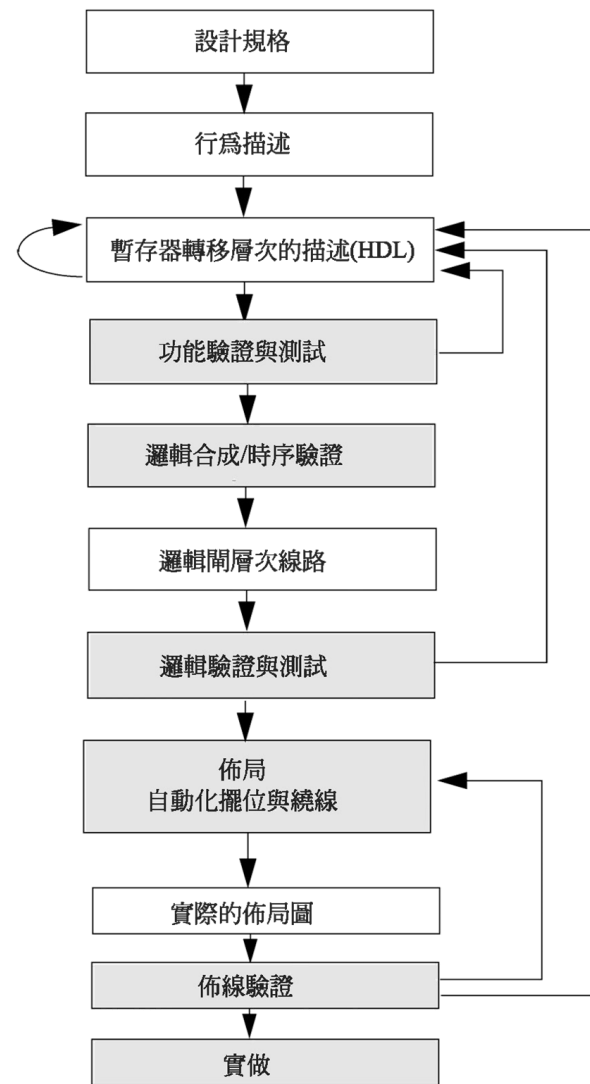 設計規格
行爲描述
暫存器轉移層次的描述(HDL)
功能驗證與測試
邏輯合成/時序驗證
邏輯閘層次線路
邏輯驗證與測試
佈局
自動化擺位與繞線
實際的佈局圖
佈線驗證
實做